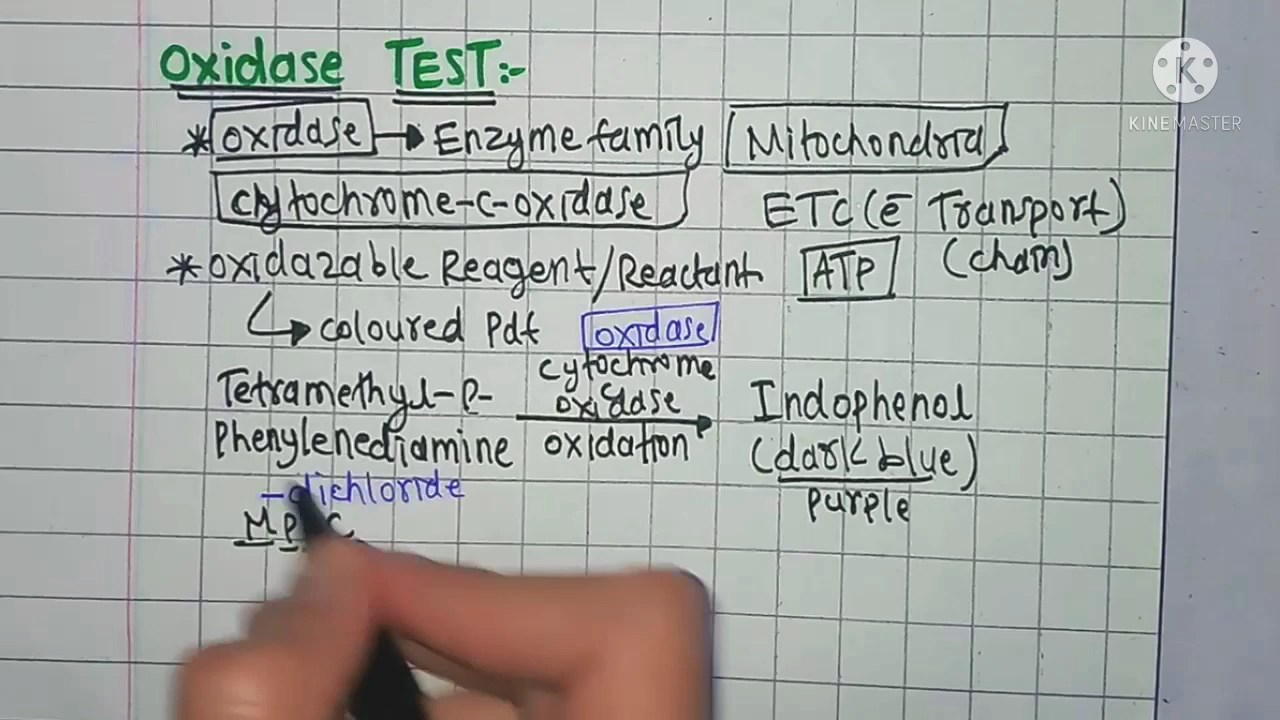 Oxidase TEST:-
K
KINEMASTER
* oxidase → Enzyme family Mitochondria
cytochrome-c-oxidase ETC (ē Transport)
(chain)
* oxidazable Reagent/Reactant ATP
↳ coloured Pdt oxidase
Tetramethyl-P- cytochrome c oxidase Indophenol
Phenylenediamine oxidation (dark blue)
-dichloride purple